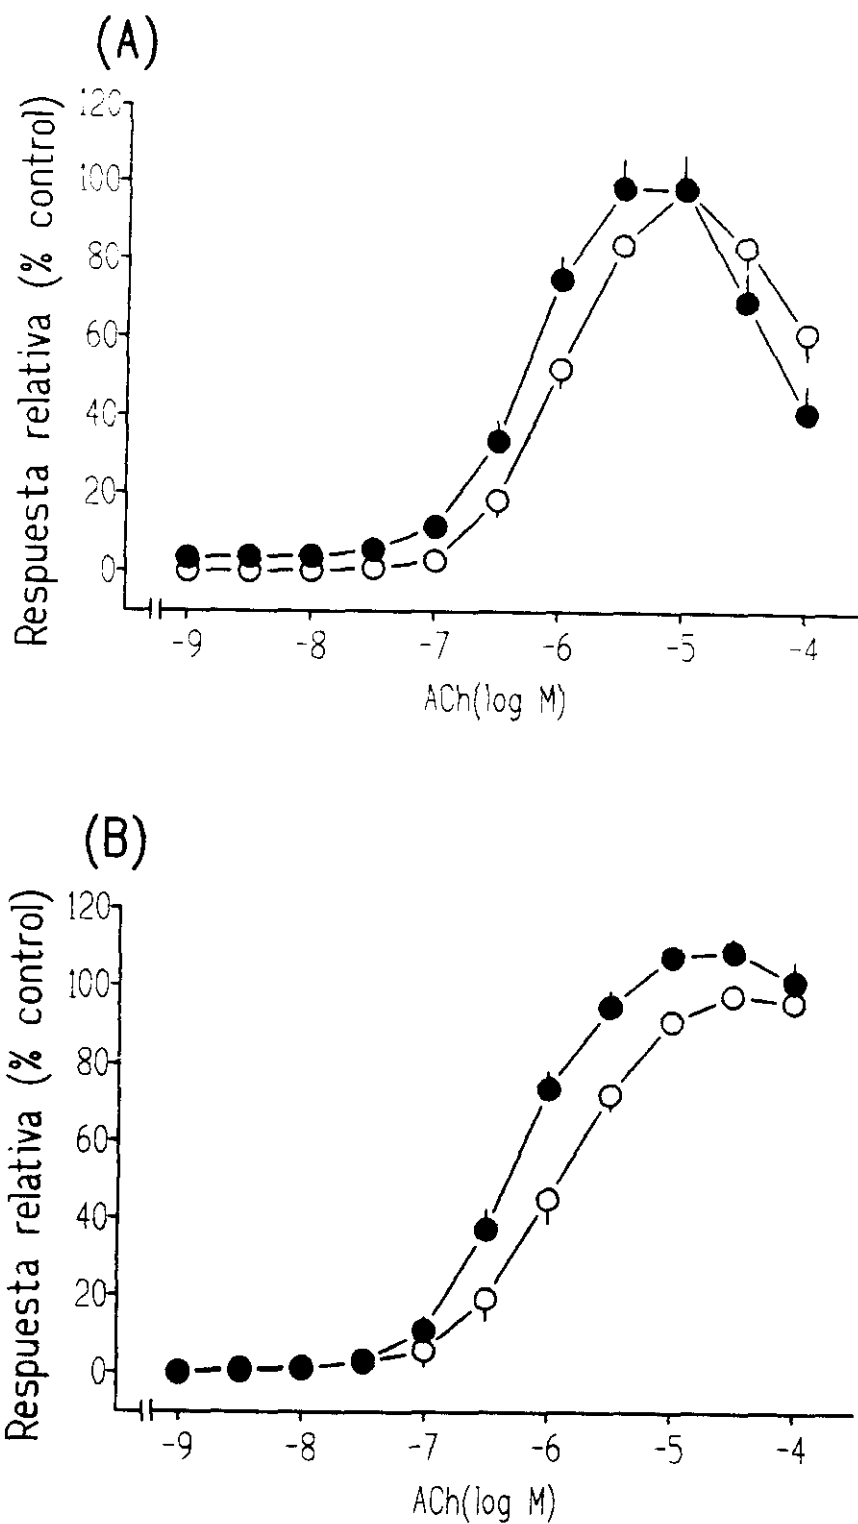 (A)
Respuesta relativa (% control)
120
100
80
60
40
20
0
-9 -8 -7 -6 -5 -4
ACh(log M)
(B)
Respuesta relativa (% control)
120
100
80
60
40
20
0
-9 -8 -7 -6 -5 -4
ACh(log M)